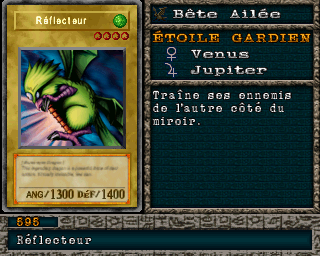 Réflecteur
ANG/1300 DÉF/1400
Bête Ailée
ÉTOILE GARDIEN
♀ Venus
♃ Jupiter
Traîne ses ennemis
de l'autre côté du
miroir.
595
Réflecteur